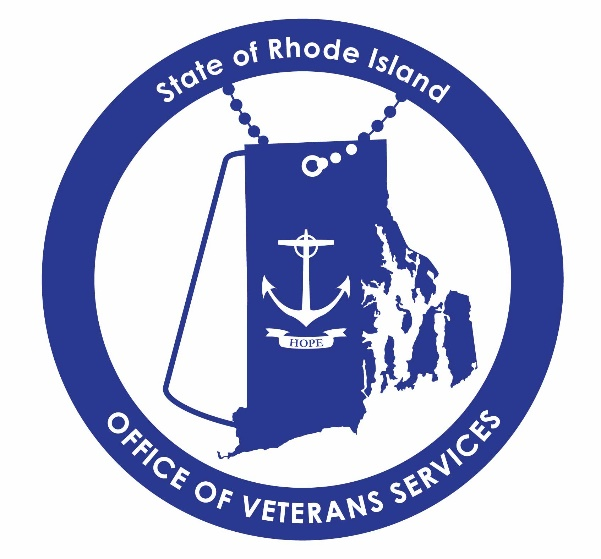 State of Rhode Island
HOPE
OFFICE OF VETERANS SERVICES